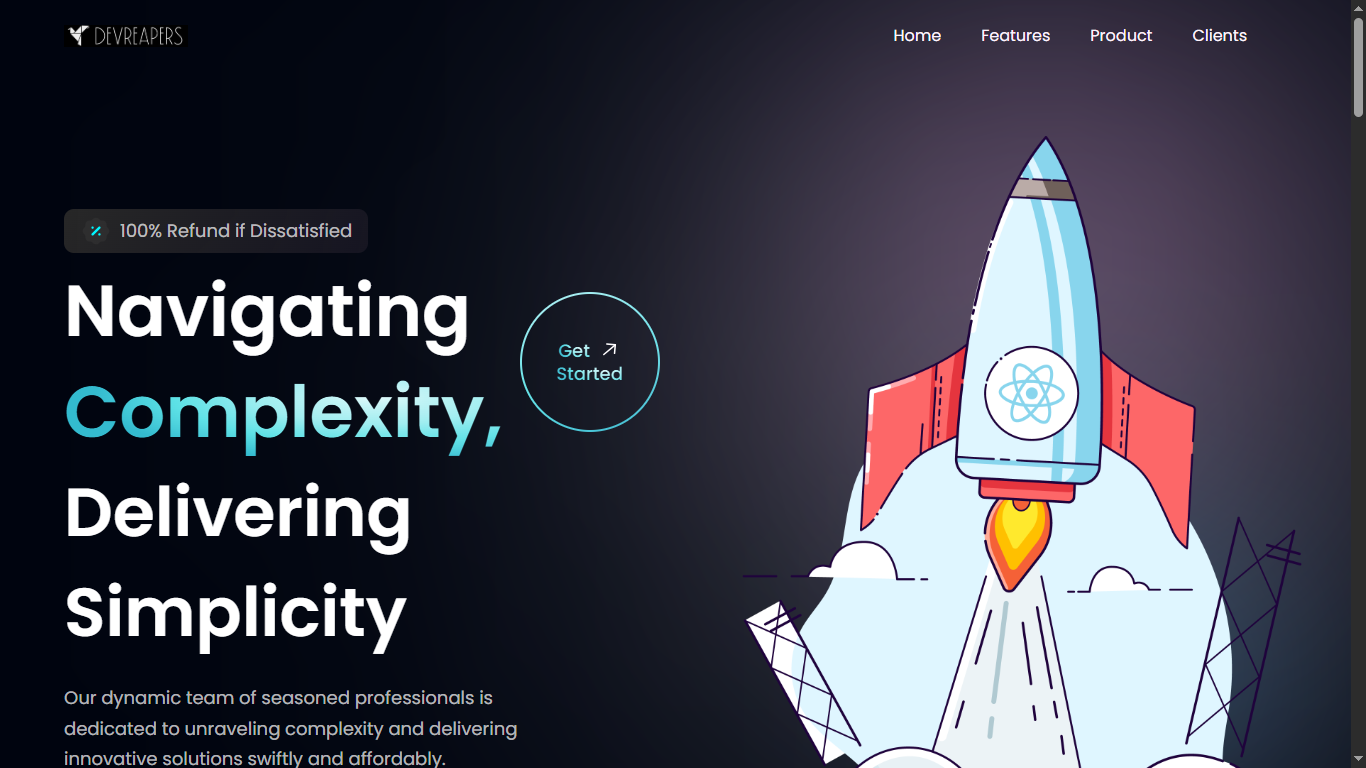 DEVREAPERS
Home Features Product Clients
100% Refund if Dissatisfied
Navigating
Complexity,
Delivering
Simplicity
Get
Started
Our dynamic team of seasoned professionals is
dedicated to unraveling complexity and delivering
innovative solutions swiftly and affordably.